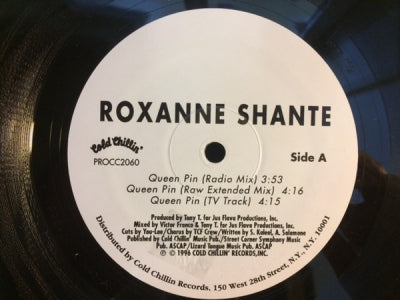 ROXANNE SHANTE
Cold Chillin'
PROCC2060
Side A
Queen Pin (Radio Mix) 3:53
Queen Pin (Raw Extended Mix) 4:16
Queen Pin (TV Track) 4:15
Produced by Tony T. for Jus Flava Productions, Inc.
Mixed by Victor Franco & Tony T. for Jus Flava Productions, Inc.
Cuts by You-Lou/Chorus by TCF Crew/Written by S. Kaleel, A. Salomone
Published by Cold Chillin' Music Pub./Street Corner Symphony Music
Pub. ASCAP/Lizard Tongue Music Pub. ASCAP
© 1996 COLD CHILLIN' RECORDS, INC.
Distributed by Cold Chillin Records, 150 West 28th Street, N.Y., N.Y. 10001